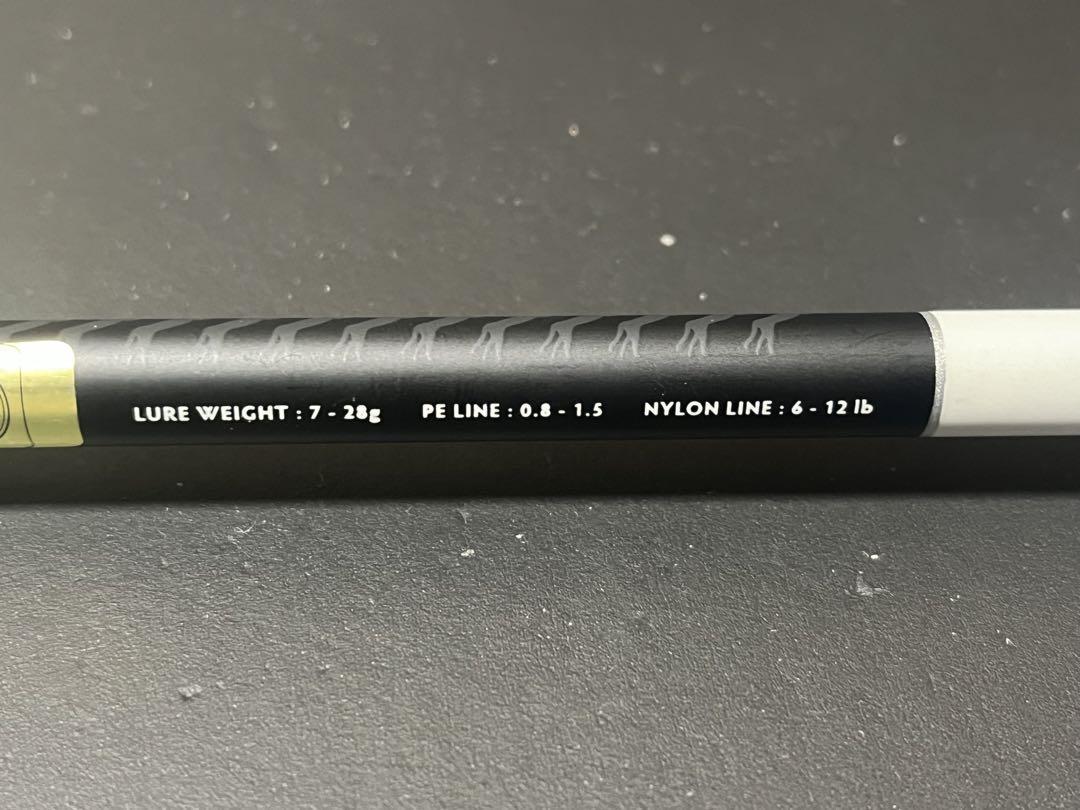 LURE WEIGHT : 7 - 28g PE LINE : 0.8 - 1.5 NYLON LINE : 6 - 12 lb